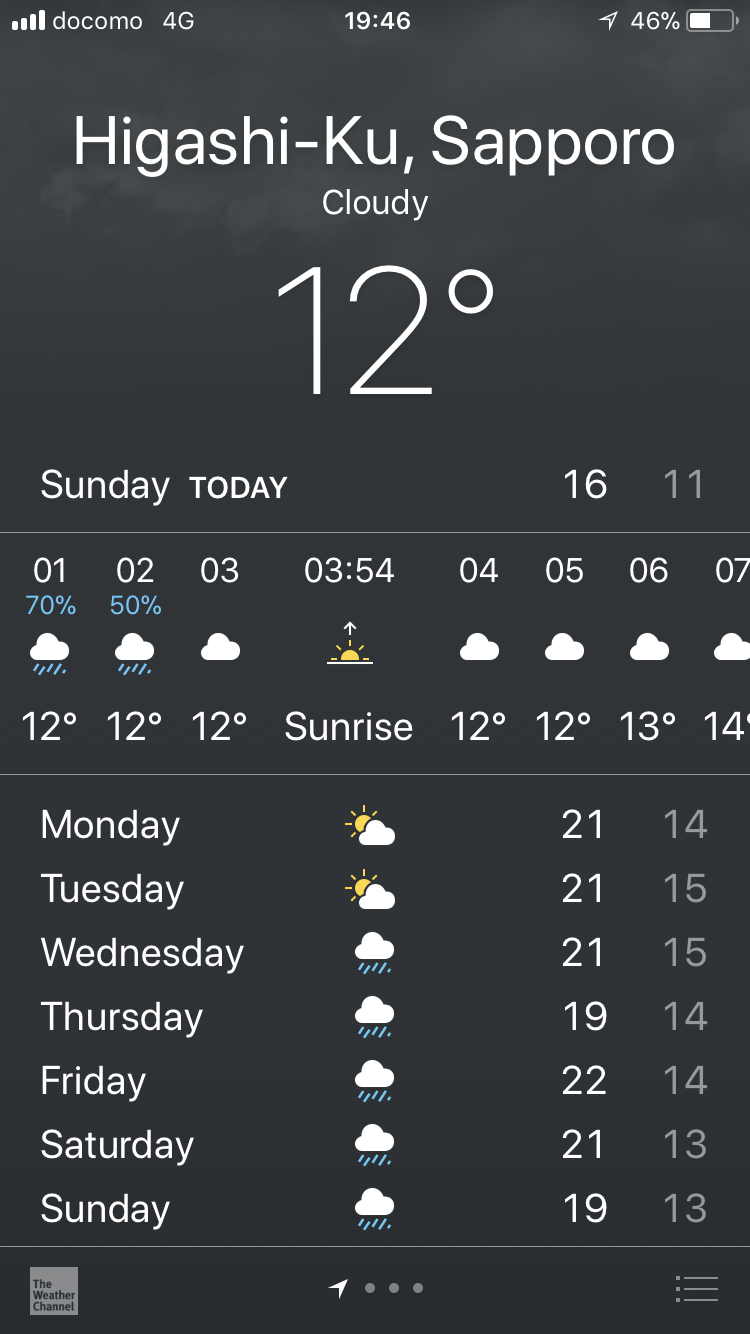 docomo 4G 19:46 46%
Higashi-Ku, Sapporo
Cloudy
12°
Sunday TODAY 16 11
01 02 03 03:54 04 05 06 07
70% 50%
12° 12° 12° Sunrise 12° 12° 13° 14°
Monday 21 14
Tuesday 21 15
Wednesday 21 15
Thursday 19 14
Friday 22 14
Saturday 21 13
Sunday 19 13
The
Weather
Channel